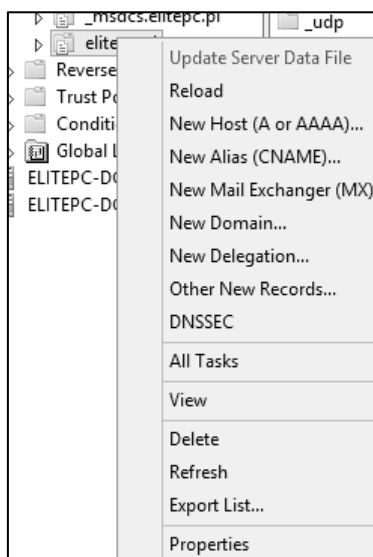 _msdcs.elitepc.pl
_udp
Update Server Data File
Reload
New Host (A or AAAA)...
New Alias (CNAME)...
New Mail Exchanger (MX)
New Domain...
New Delegation...
Other New Records...
DNSSEC
All Tasks
View
Delete
Refresh
Export List...
Properties
elite
Reverse
Trust Po
Conditi
Global L
ELITEPC-DC
ELITEPC-DC